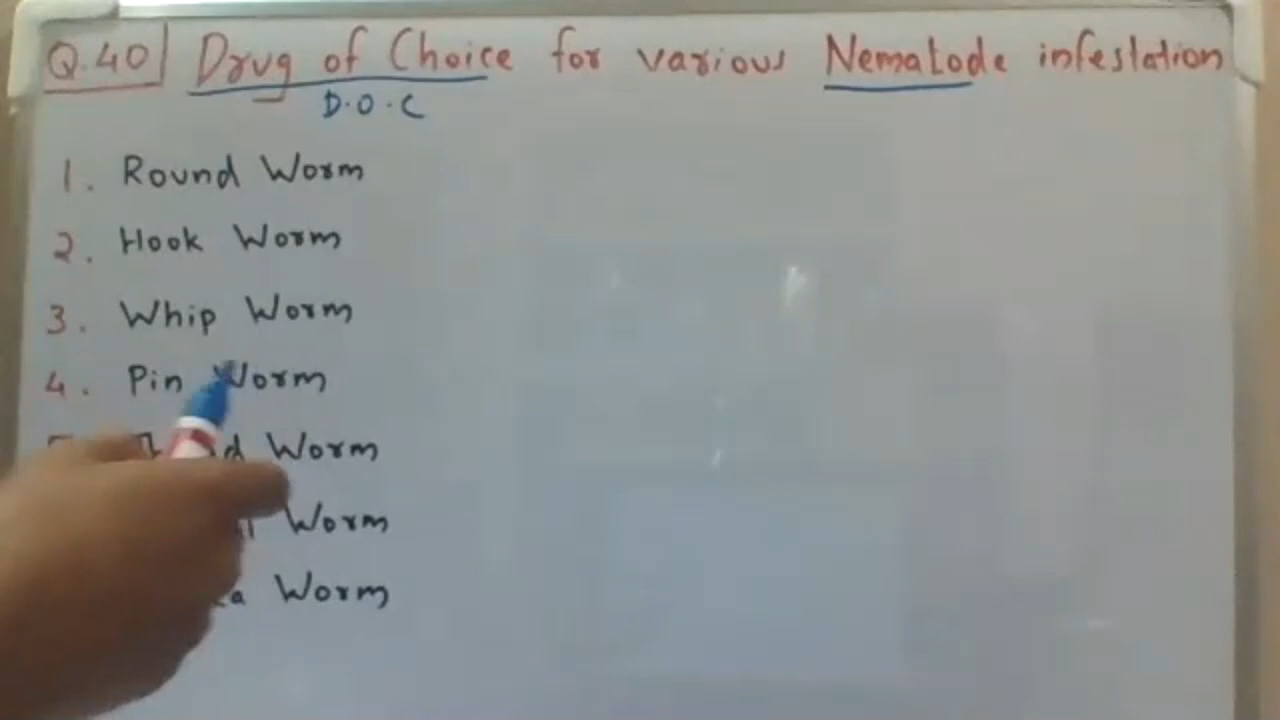 Q.40 Drug of Choice for various Nematode infestation
D.O.C
1. Round Worm
2. Hook Worm
3. Whip Worm
4. Pin Worm
Worm
Worm
Worm